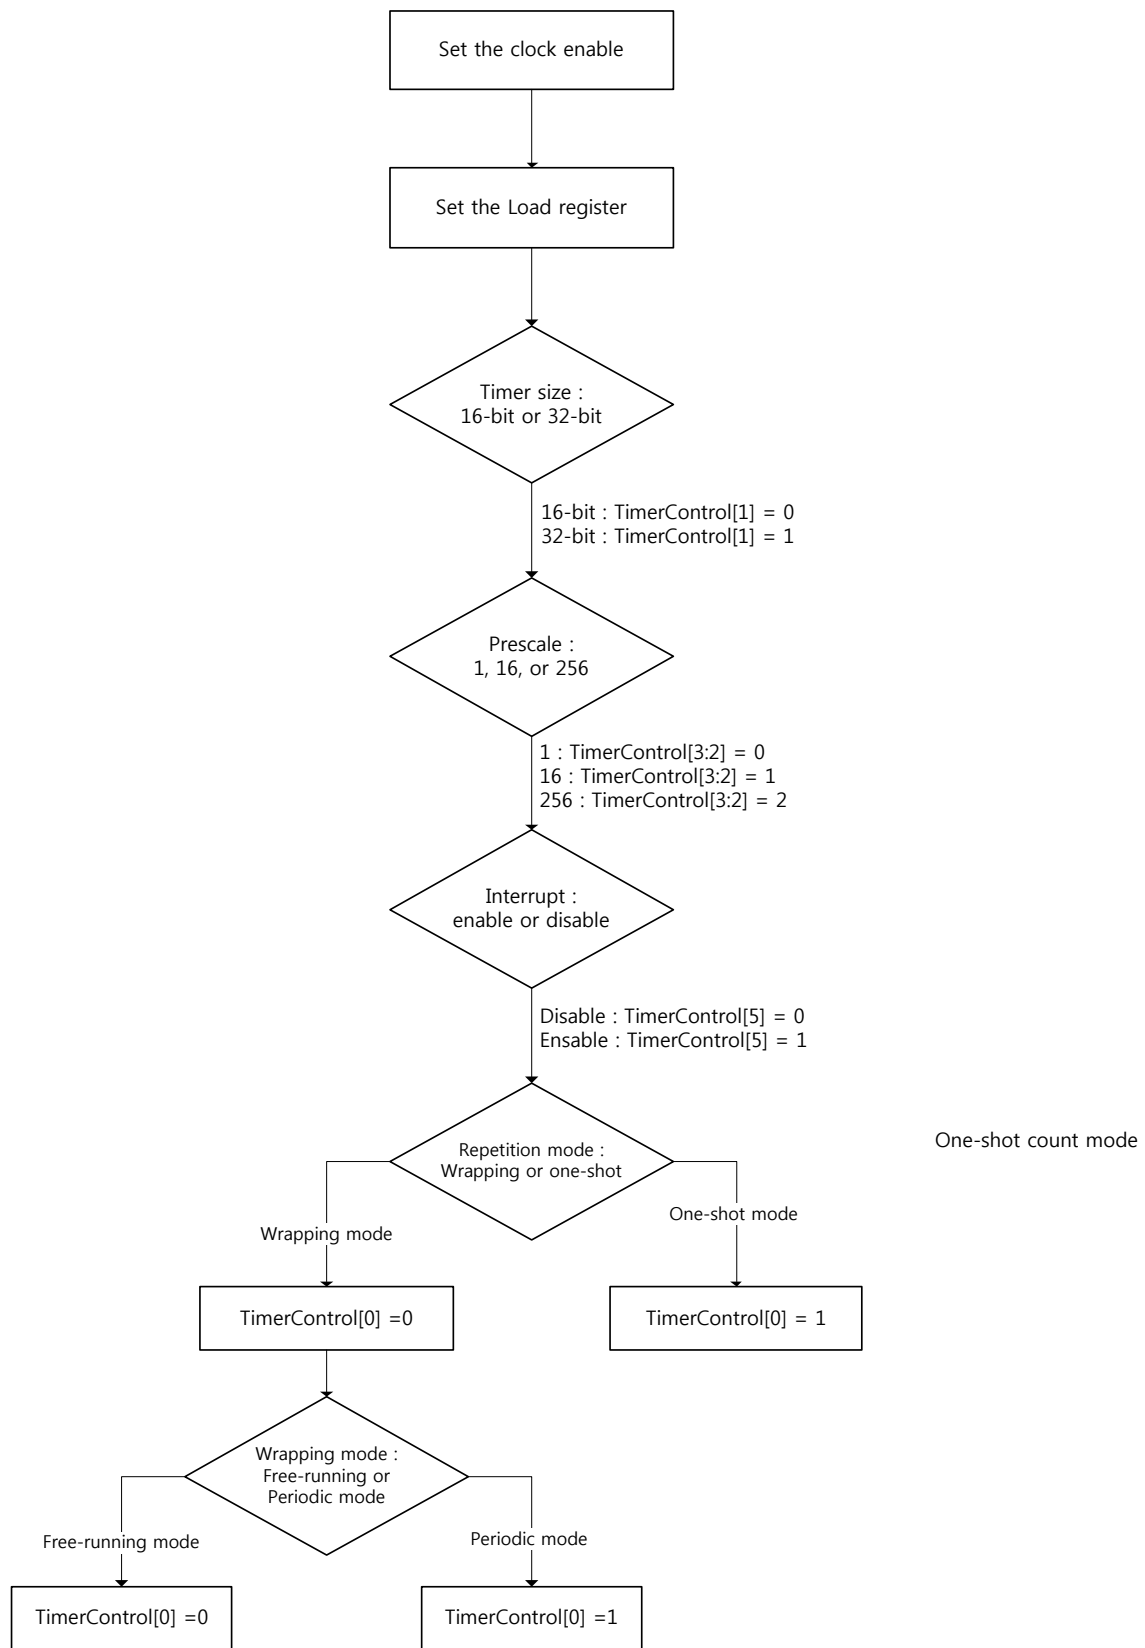 Set the clock enable
Set the Load register
Timer size :
16-bit or 32-bit
16-bit : TimerControl[1] = 0
32-bit : TimerControl[1] = 1
Prescale :
1, 16, or 256
1 : TimerControl[3:2] = 0
16 : TimerControl[3:2] = 1
256 : TimerControl[3:2] = 2
Interrupt :
enable or disable
Disable : TimerControl[5] = 0
Ensable : TimerControl[5] = 1
Repetition mode :
Wrapping or one-shot
One-shot count mode
Wrapping mode
One-shot mode
TimerControl[0] =0
TimerControl[0] = 1
Wrapping mode :
Free-running or
Periodic mode
Free-running mode
Periodic mode
TimerControl[0] =0
TimerControl[0] =1